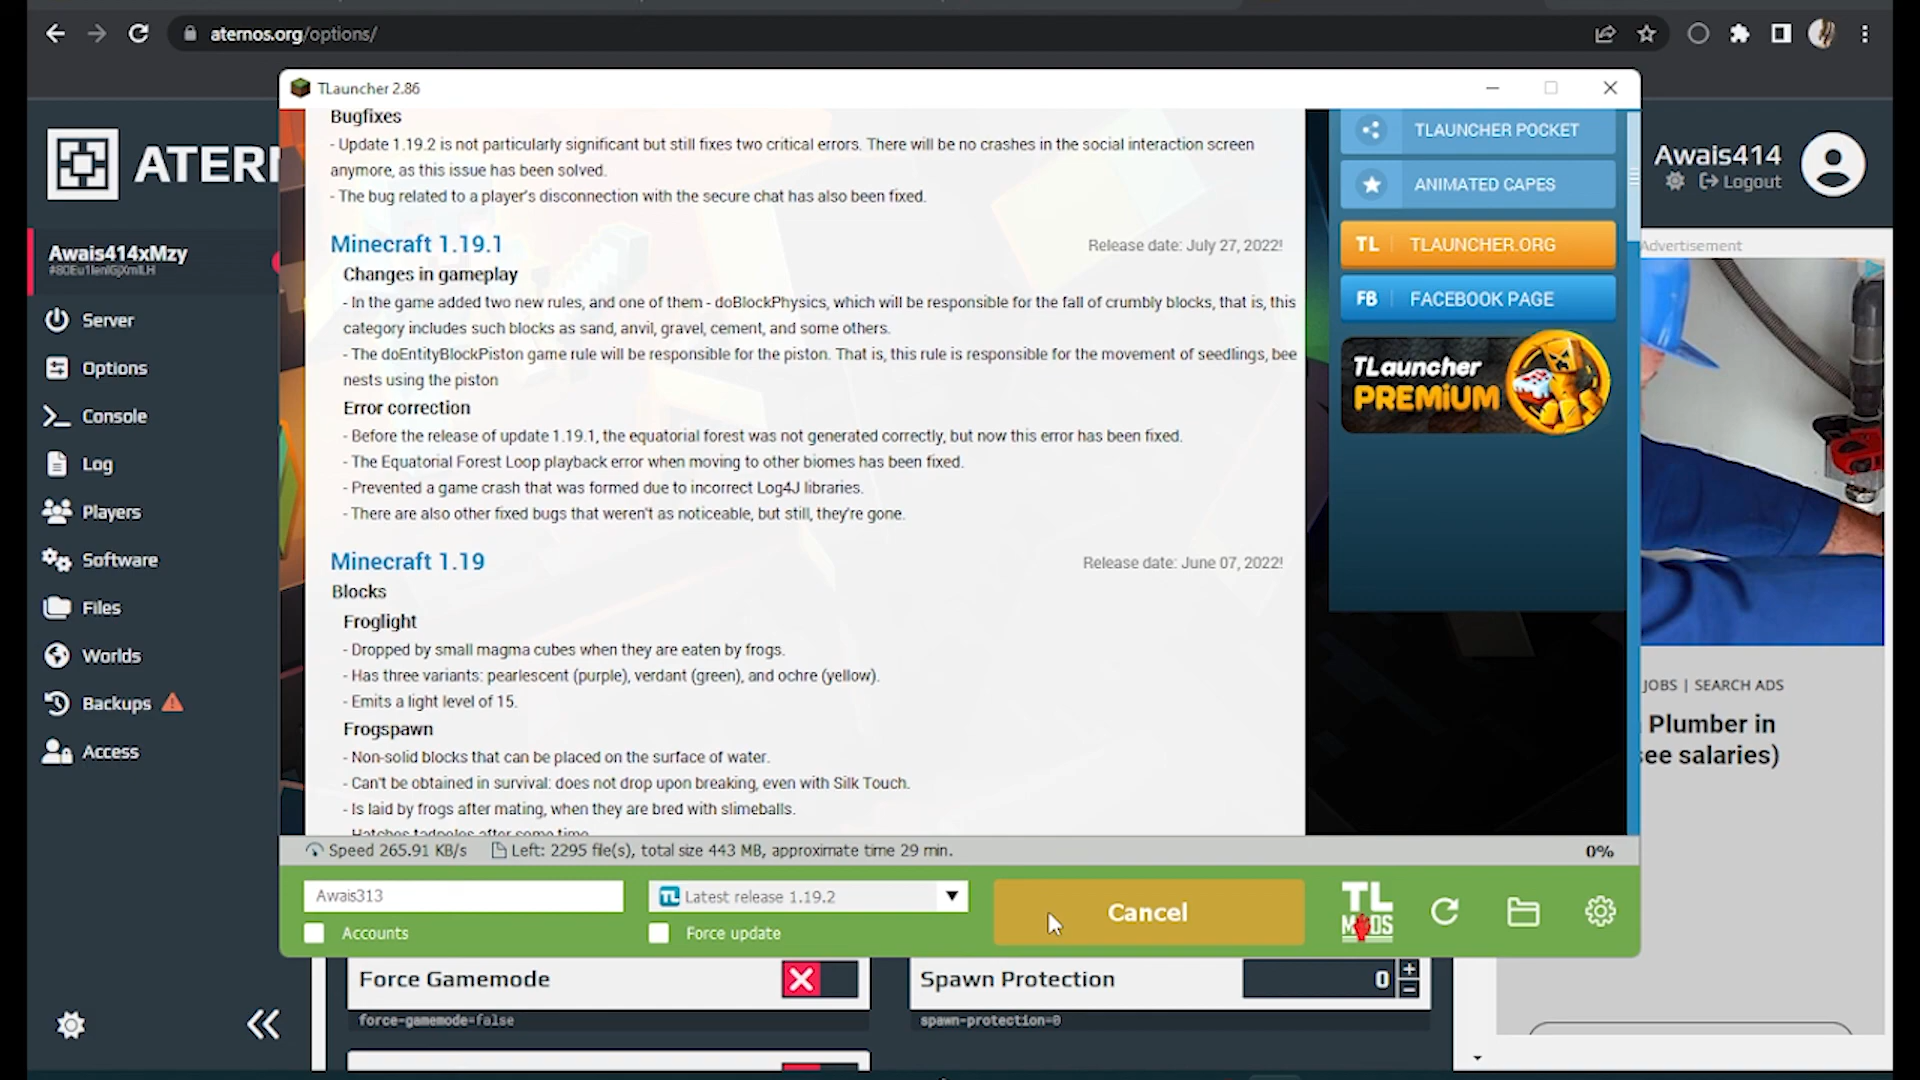 aternos.org/options/
TLauncher 2.86
ATERN
Awais414
Logout
Awais414xMzy
Server
Options
Console
Log
Players
Software
Files
Worlds
Backups
Access
Bugfixes
- Update 1.19.2 is not particularly significant but still fixes two critical errors. There will be no crashes in the social interaction screen
anymore, as this issue has been solved.
- The bug related to a player's disconnection with the secure chat has also been fixed.
Minecraft 1.19.1
Release date: July 27, 2022!
Changes in gameplay
- In the game added two new rules, and one of them - doBlockPhysics, which will be responsible for the fall of crumbly blocks, that is, this
category includes such blocks as sand, anvil, gravel, cement, and some others.
- The doEntityBlockPiston game rule will be responsible for the piston. That is, this rule is responsible for the movement of seedlings, bee
nests using the piston
Error correction
- Before the release of update 1.19.1, the equatorial forest was not generated correctly, but now this error has been fixed.
- The Equatorial Forest Loop playback error when moving to other biomes has been fixed.
- Prevented a game crash that was formed due to incorrect Log4J libraries.
- There are also other fixed bugs that weren't as noticeable, but still, they're gone.
Minecraft 1.19
Release date: June 07, 2022!
Blocks
Froglight
- Dropped by small magma cubes when they are eaten by frogs.
- Has three variants: pearlescent (purple), verdant (green), and ochre (yellow).
- Emits a light level of 15.
Frogspawn
- Non-solid blocks that can be placed on the surface of water.
- Can't be obtained in survival: does not drop upon breaking, even with Silk Touch.
- Is laid by frogs after mating, when they are bred with slimeballs.
- Hatches tadpoles after some time
TLAUNCHER POCKET
ANIMATED CAPES
TL TLAUNCHER.ORG
FB FACEBOOK PAGE
TLauncher
PREMIUM
Advertisement
JOBS | SEARCH ADS
Plumber in
see salaries)
Speed 265.91 KB/s Left: 2295 file(s), total size 443 MB, approximate time 29 min.
0%
Awais313
TL Latest release 1.19.2
Cancel
TL
MODS
Accounts
Force update
Force Gamemode
force-gamemode=false
Spawn Protection
0
spawn-protection=0